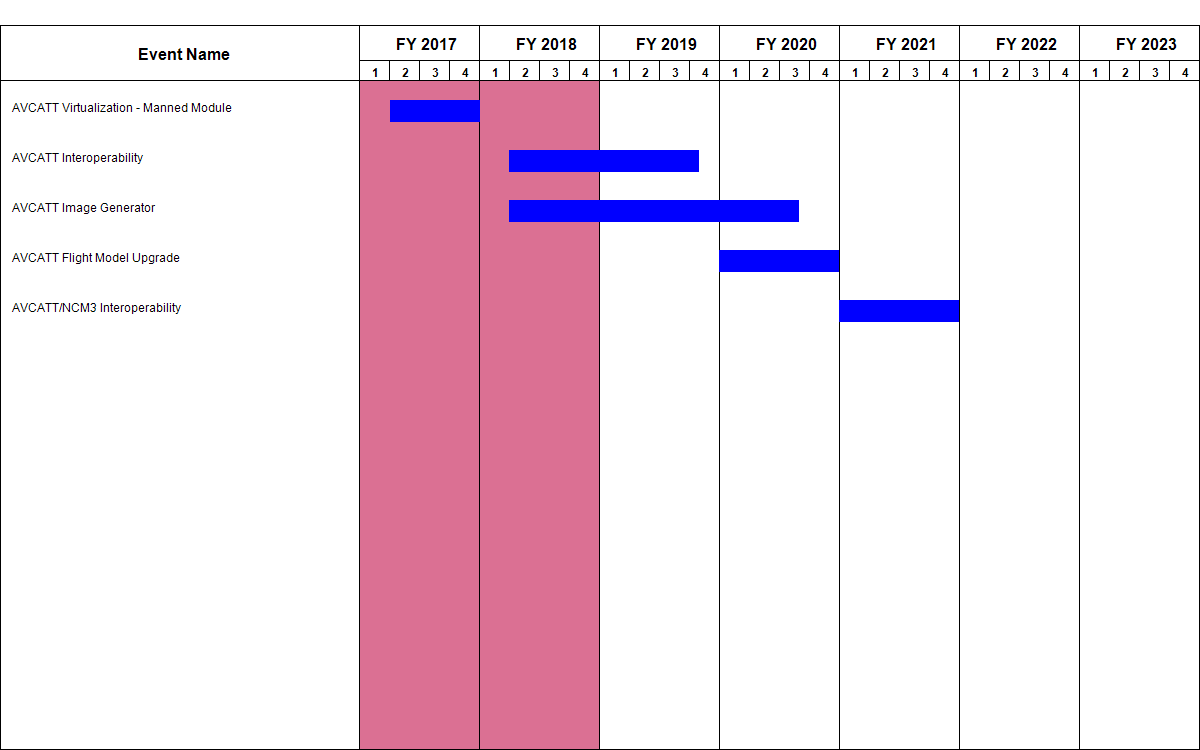 Event Name
FY 2017 FY 2018 FY 2019 FY 2020 FY 2021 FY 2022 FY 2023
1 2 3 4 1 2 3 4 1 2 3 4 1 2 3 4 1 2 3 4 1 2 3 4 1 2 3 4
AVCATT Virtualization - Manned Module
AVCATT Interoperability
AVCATT Image Generator
AVCATT Flight Model Upgrade
AVCATT/NCM3 Interoperability